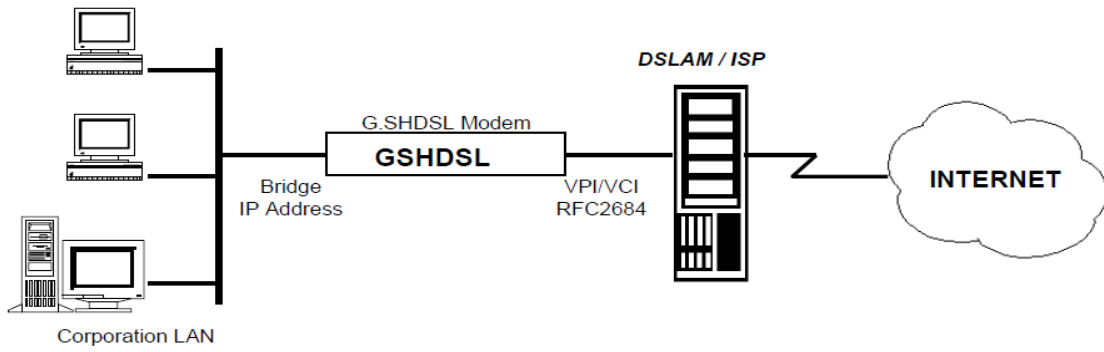 DSLAM / ISP
G.SHDSL Modem
GSHDSL
Bridge
IP Address
VPI/VCI
RFC2684
INTERNET
Corporation LAN